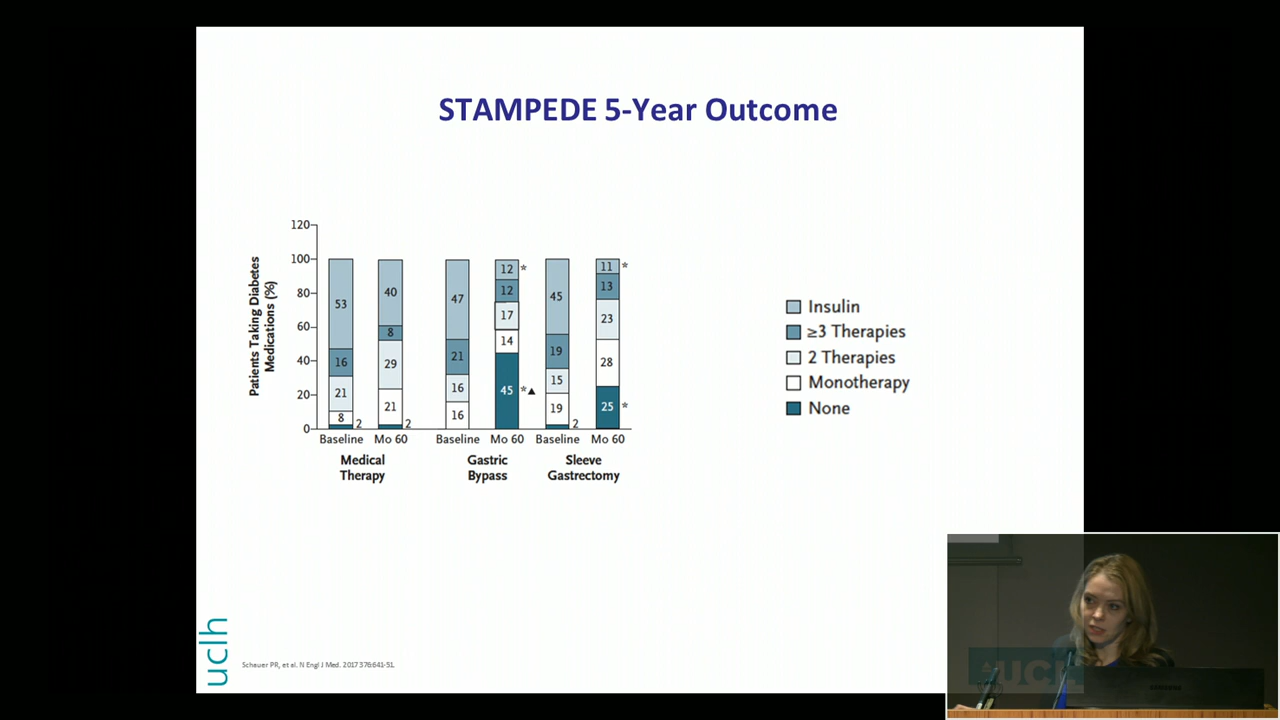 STAMPEDE 5-Year Outcome
Patients Taking Diabetes
Medications (%)
120
100
80
60
40
20
0
53
16
21
8
2
40
8
29
21
2
47
21
16
16
12 *
12
17
14
45 *▲
45
19
15
19
2
11 *
13
23
28
25 *
Baseline Mo 60 Baseline Mo 60 Baseline Mo 60
Medical
Therapy
Gastric
Bypass
Sleeve
Gastrectomy
Insulin
≥3 Therapies
2 Therapies
Monotherapy
None
uclh
Schauer PR, et al. N Engl J Med. 2017 376:641-51.
UCLH